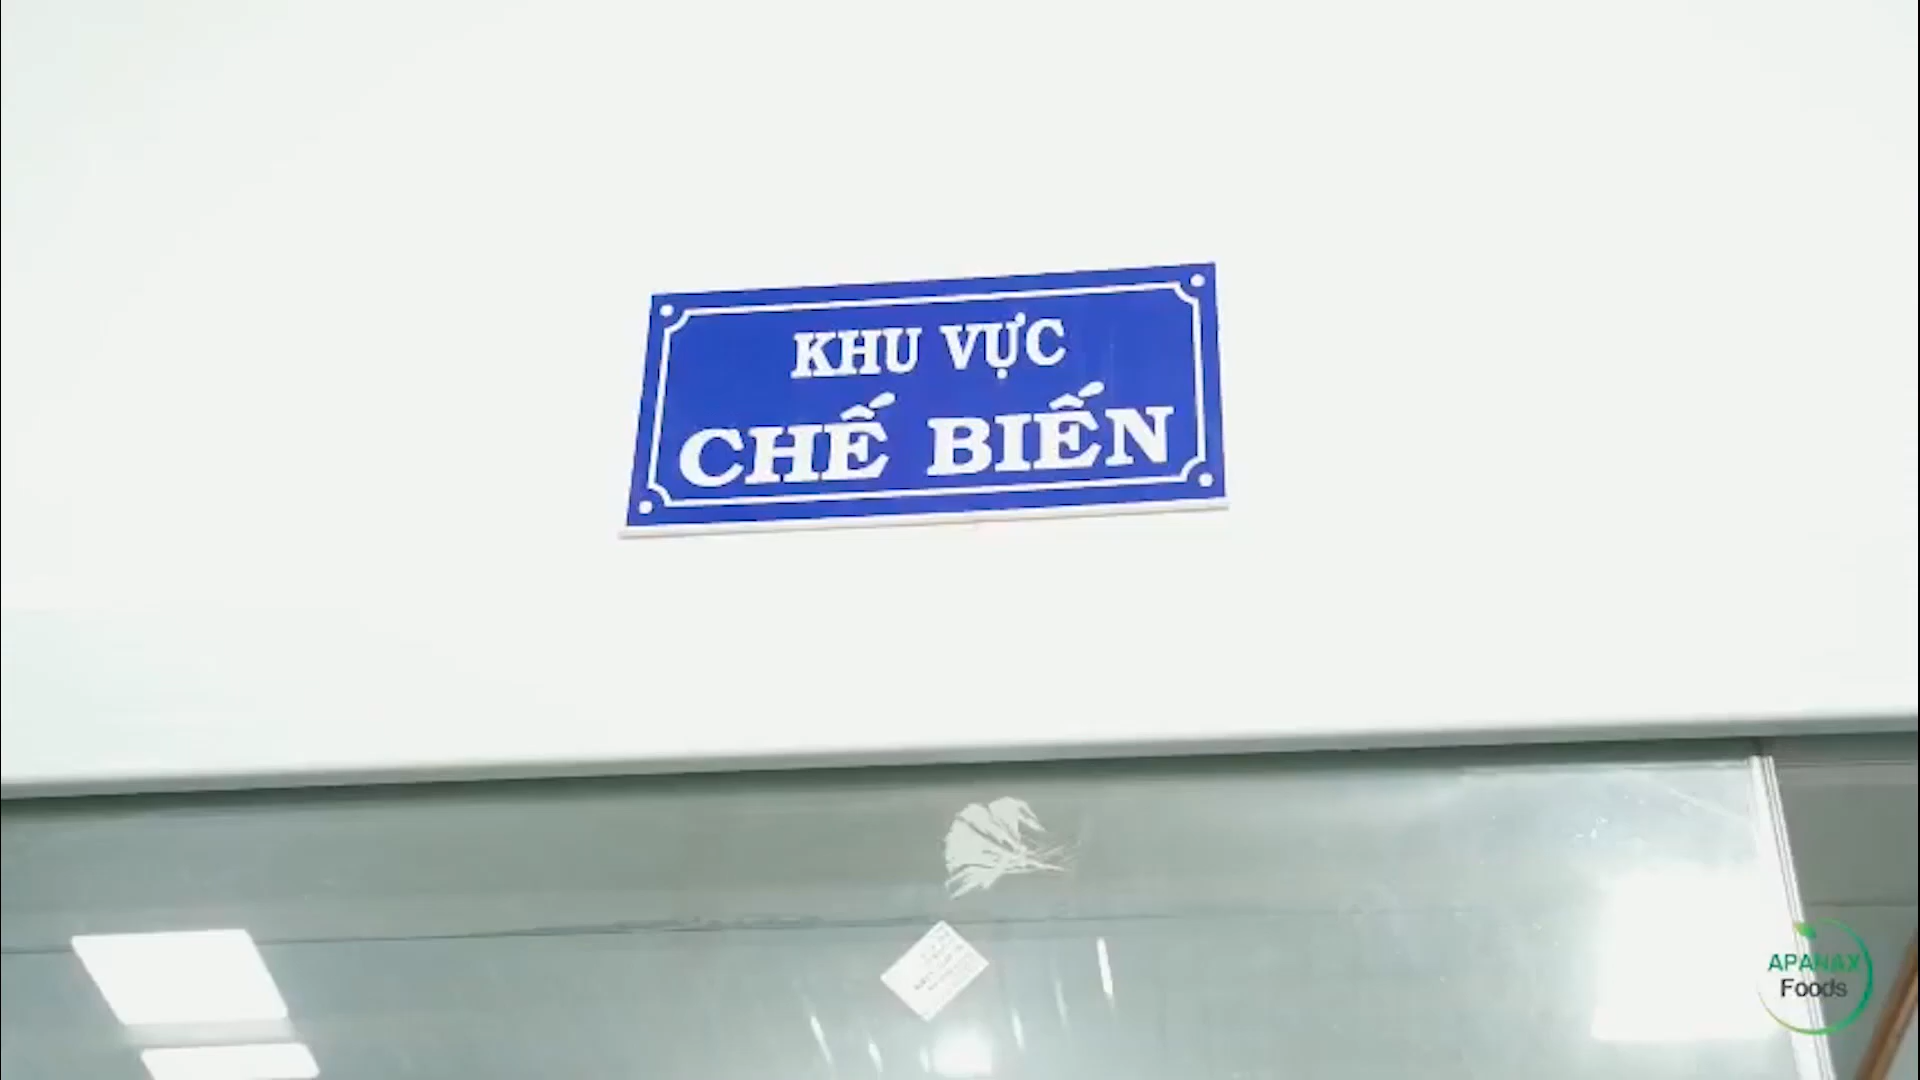 KHU VỰC
CHẾ BIẾN
APANAX
Foods